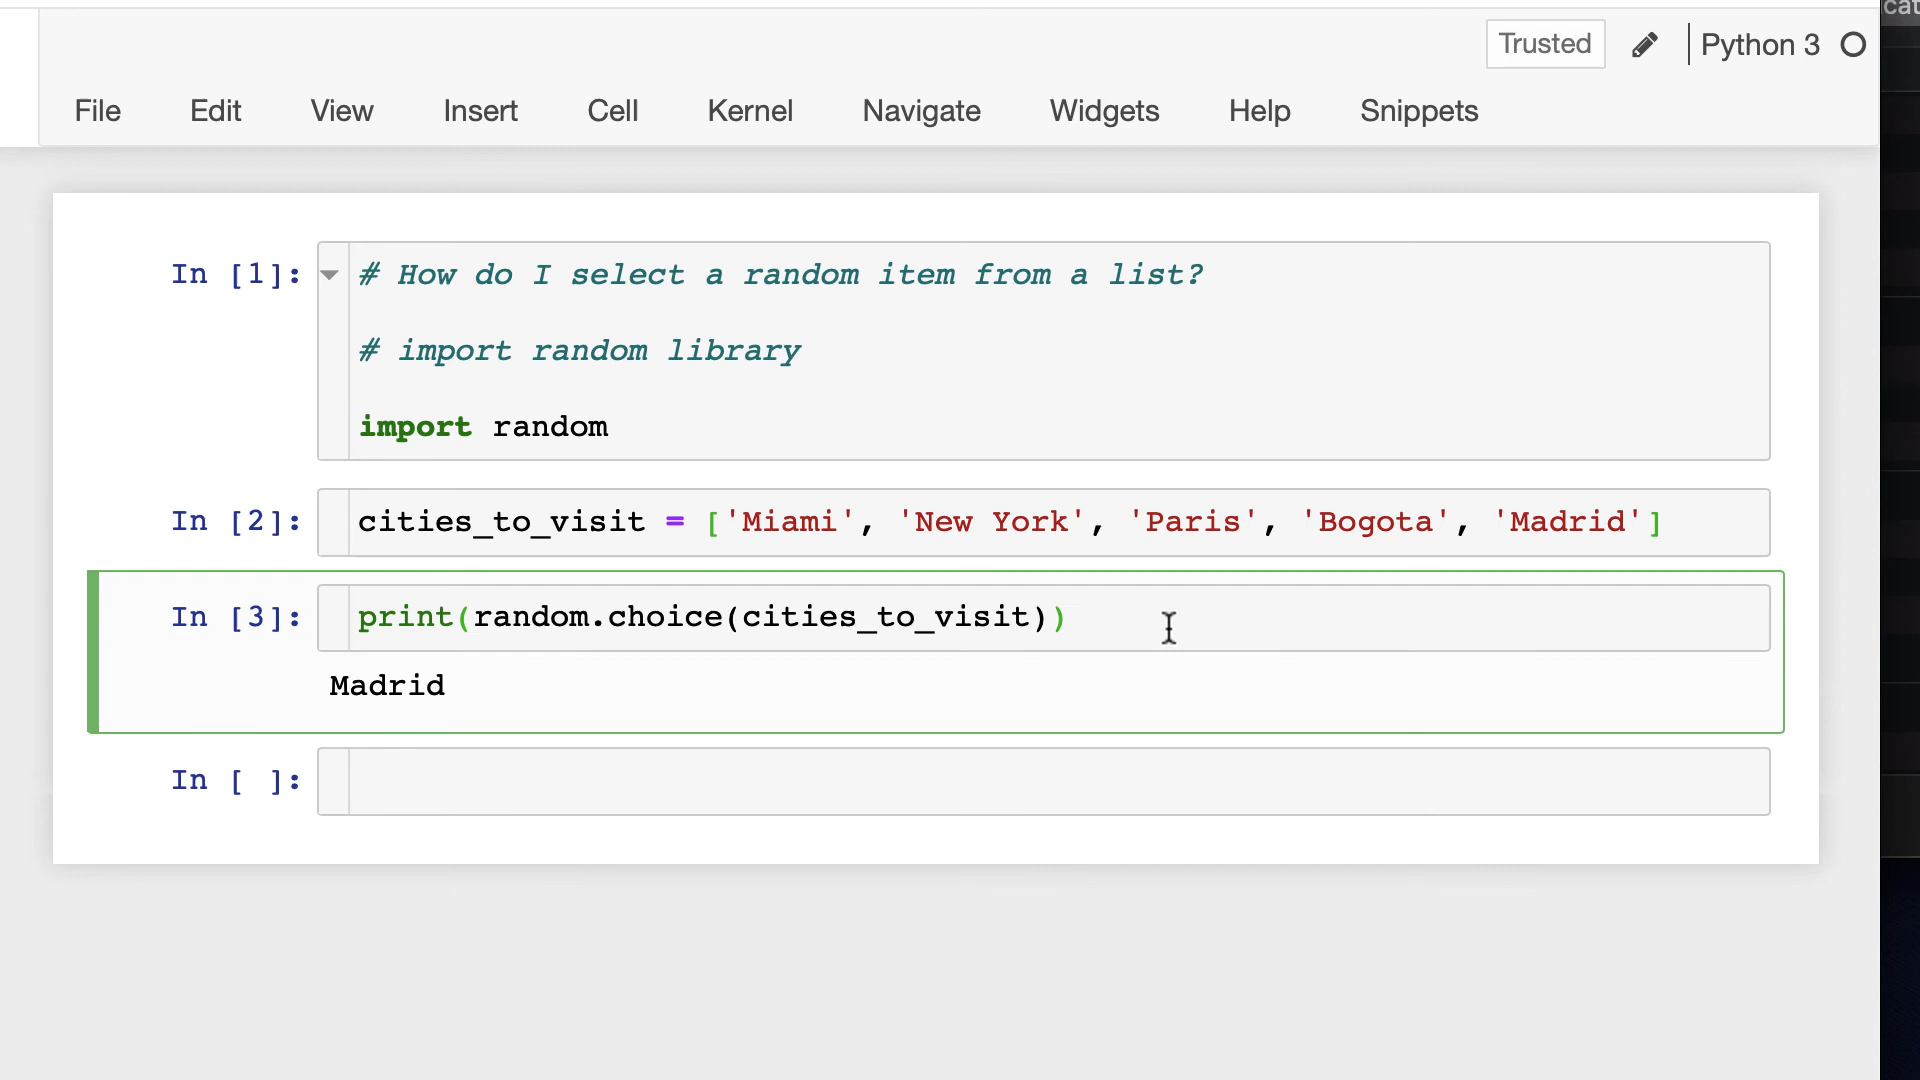 cat
Trusted Python 3
File Edit View Insert Cell Kernel Navigate Widgets Help Snippets
In [1]: # How do I select a random item from a list?
# import random library
import random
In [2]: cities_to_visit = ['Miami', 'New York', 'Paris', 'Bogota', 'Madrid']
In [3]: print(random.choice(cities_to_visit))
Madrid
In [ ]: